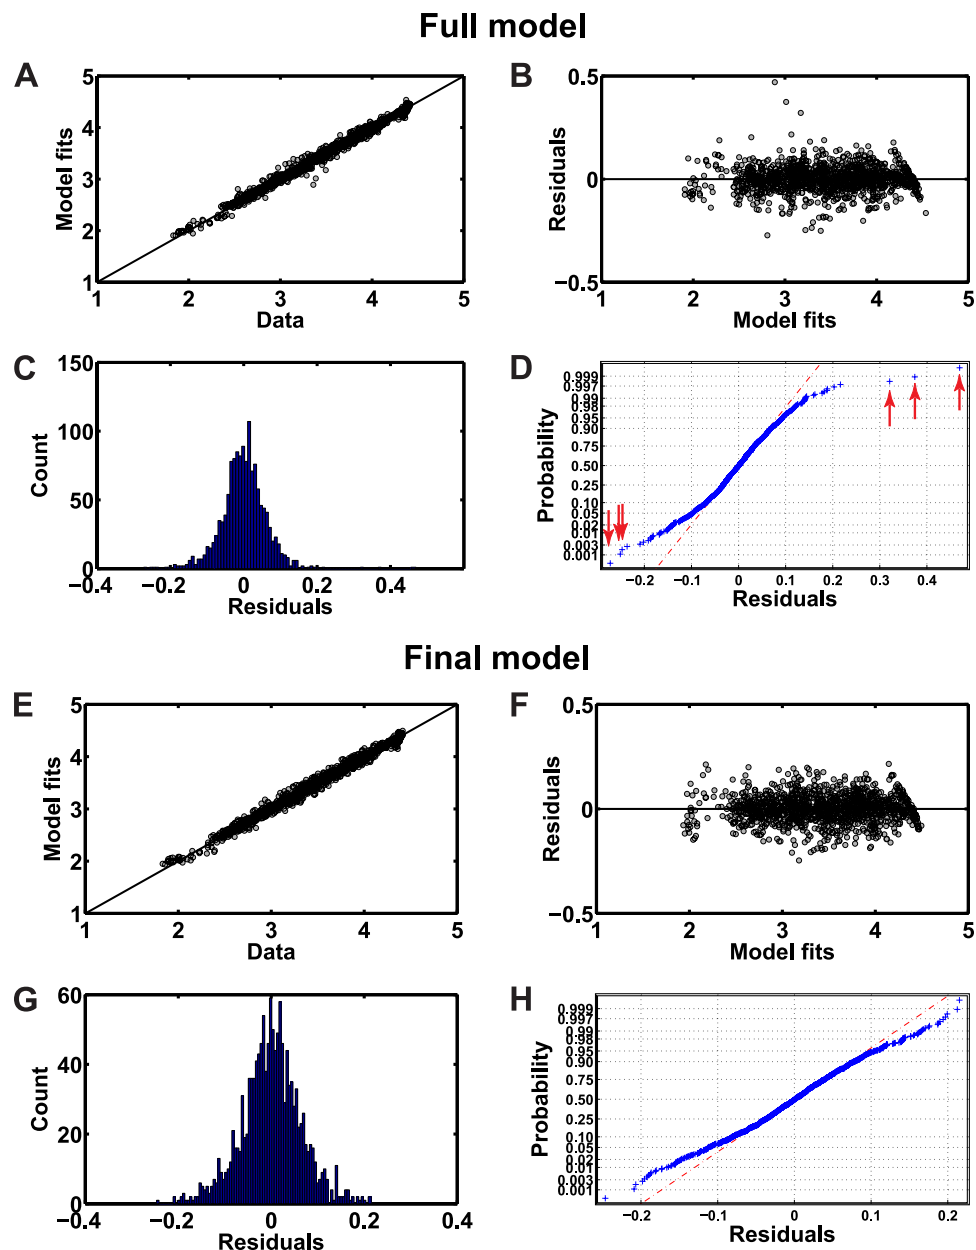 Full model
A
5
4
3
2
1
1 2 3 4 5
Model fits
Data
B
0.5
0
−0.5
1 2 3 4 5
Residuals
Model fits
C
150
100
50
0
−0.4 −0.2 0 0.2 0.4
Count
Residuals
D
0.999
0.997
0.99
0.98
0.95
0.90
0.75
0.50
0.25
0.10
0.05
0.02
0.01
0.003
0.001
−0.2 −0.1 0 0.1 0.2 0.3 0.4
Probability
Residuals
Final model
E
5
4
3
2
1
1 2 3 4 5
Model fits
Data
F
0.5
0
−0.5
1 2 3 4 5
Residuals
Model fits
G
60
40
20
0
−0.4 −0.2 0 0.2 0.4
Count
Residuals
H
0.999
0.997
0.99
0.98
0.95
0.90
0.75
0.50
0.25
0.10
0.05
0.02
0.01
0.003
0.001
−0.2 −0.1 0 0.1 0.2
Probability
Residuals